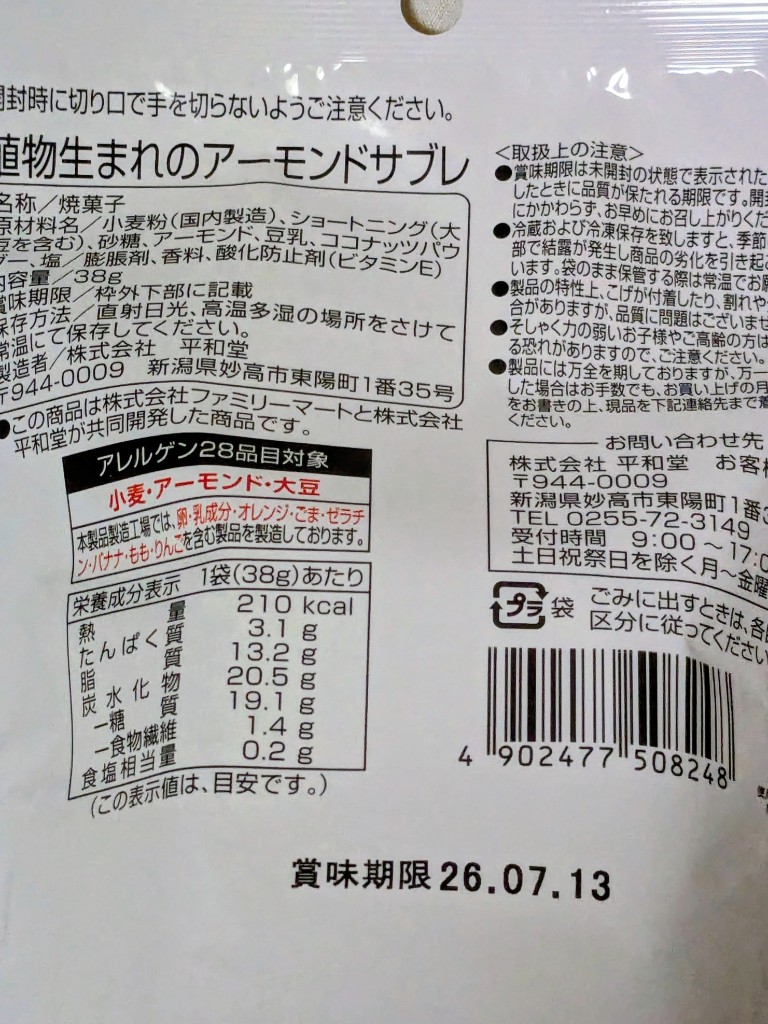 開封時に切り口で手を切らないようご注意ください。
植物生まれのアーモンドサブレ
名称／焼菓子
原材料名／小麦粉（国内製造）、ショートニング（大
豆を含む）、砂糖、アーモンド、豆乳、ココナッツパウ
ダー、塩／膨脹剤、香料、酸化防止剤（ビタミンE）
内容量／38g
賞味期限／枠外下部に記載
保存方法／直射日光、高温多湿の場所をさけて
常温にて保存してください。
製造者／株式会社 平和堂
〒944-0009 新潟県妙高市東陽町1番35号
●この商品は株式会社ファミリーマートと株式会社
平和堂が共同開発した商品です。
アレルゲン28品目対象
小麦・アーモンド・大豆
本製品製造工場では、卵・乳成分・オレンジ・ごま・ゼラチ
ン・バナナ・もも・りんごを含む製品を製造しております。
栄養成分表示 1袋（38g）あたり
熱量 210 kcal
たんぱく質 3.1 g
脂質 13.2 g
炭水化物 20.5 g
－糖質 19.1 g
－食物繊維 1.4 g
食塩相当量 0.2 g
（この表示値は、目安です。）
＜取扱上の注意＞
●賞味期限は未開封の状態で表示された
したときに品質が保たれる期限です。開
にかかわらず、お早めにお召し上がりくだ
●冷蔵および冷凍保存を致しますと、季節
部で結露が発生し商品の劣化を引き起こ
います。袋のまま保管する際は常温でお願
●製品の特性上、こげが付着したり、割れや
合がありますが、品質に問題はございませ
●そしゃく力の弱いお子様やご高齢の方は
る恐れがありますので、ご注意ください。
●製品には万全を期しておりますが、万一
した場合はお手数でも、お買い上げの月
をお書きの上、現品を下記連絡先まで着
ください。
お問い合わせ先
株式会社 平和堂 お客様
〒944-0009
新潟県妙高市東陽町1番3
TEL 0255-72-3149
受付時間 9:00～17:0
土日祝祭日を除く月～金曜
プラ 袋 ごみに出すときは、各自
区分に従ってください
4 902477 508248
賞味期限 26.07.13